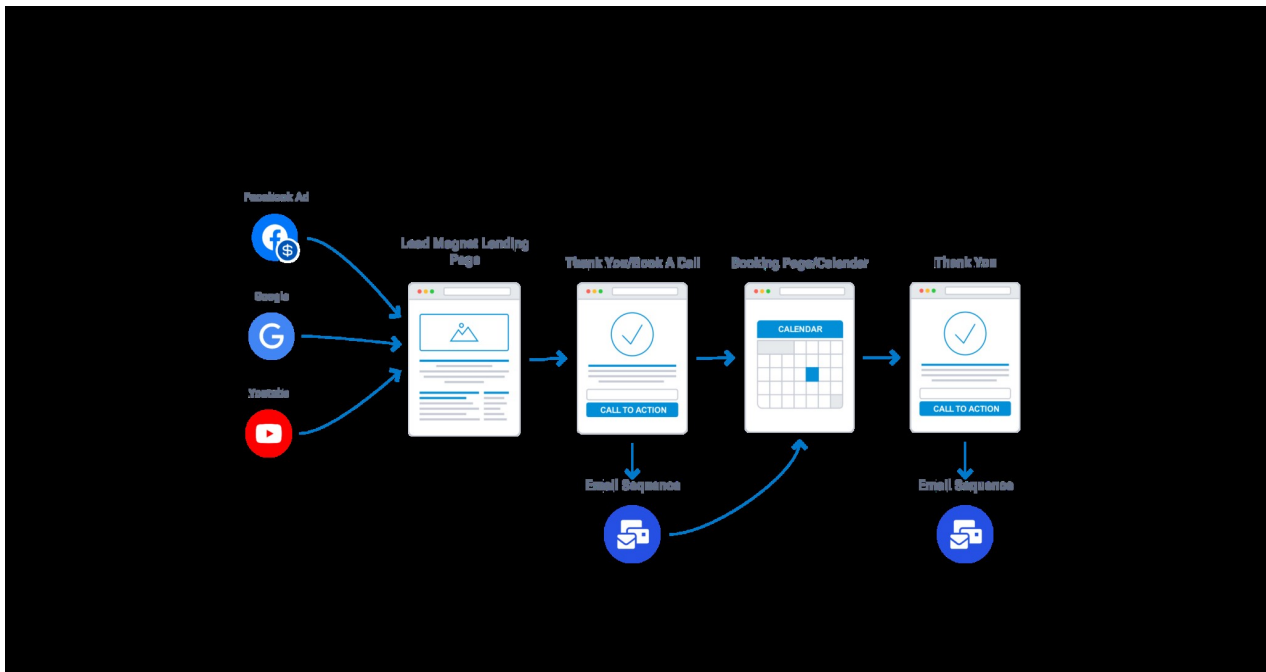 Facebook Ad
Lead Magnet Landing
Page
Google
Thank You/Book A Call
Booking Page/Calendar
Thank You
CALENDAR
Youtube
CALL TO ACTION
CALL TO ACTION
Email Sequence
Email Sequence